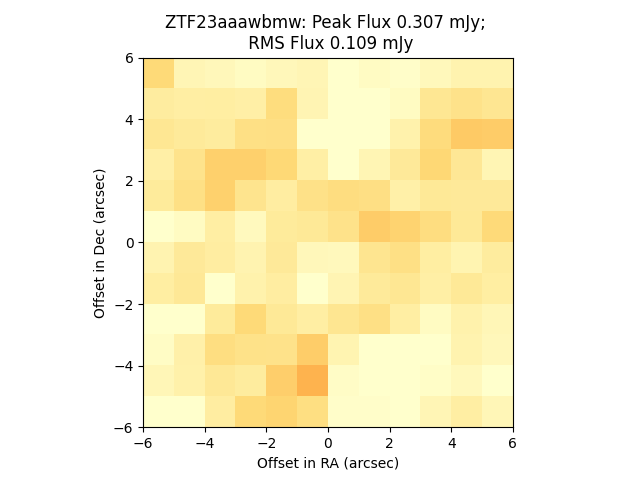 ZTF23aaawbmw: Peak Flux 0.307 mJy;
RMS Flux 0.109 mJy
6
4
2
0
−2
−4
−6
Offset in Dec (arcsec)
−6 −4 −2 0 2 4 6
Offset in RA (arcsec)